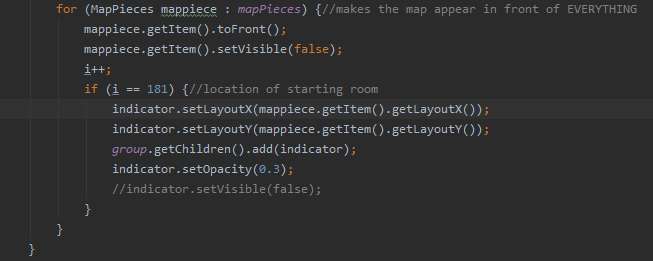 for (MapPieces mappiece : mapPieces) {//makes the map appear in front of EVERYTHING
mappiece.getItem().toFront();
mappiece.getItem().setVisible(false);
i++;
if (i == 181) {//location of starting room
indicator.setLayoutX(mappiece.getItem().getLayoutX());
indicator.setLayoutY(mappiece.getItem().getLayoutY());
group.getChildren().add(indicator);
indicator.setOpacity(0.3);
//indicator.setVisible(false);
}
}
}